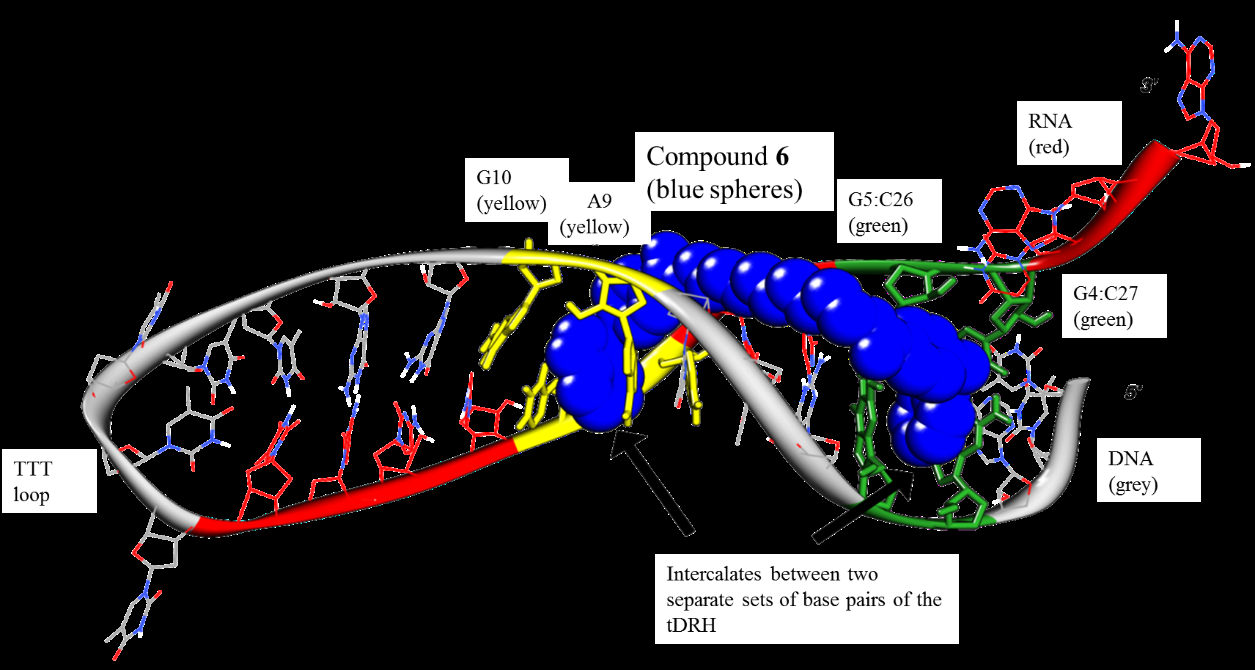 3'
RNA
(red)
Compound 6
(blue spheres)
G10
(yellow)
A9
(yellow)
G5:C26
(green)
G4:C27
(green)
5'
TTT
loop
DNA
(grey)
Intercalates between two
separate sets of base pairs of the
tDRH